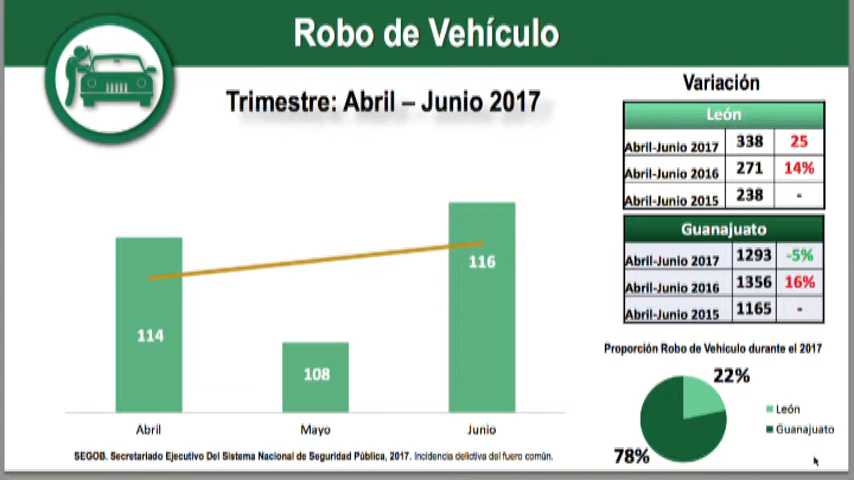 Robo de Vehículo
Trimestre: Abril – Junio 2017
114
108
116
Abril
Mayo
Junio
SEGOB. Secretariado Ejecutivo Del Sistema Nacional de Seguridad Pública, 2017. Incidencia delictiva del fuero común.
Variación
León
Abril-Junio 2017 338 25
Abril-Junio 2016 271 14%
Abril-Junio 2015 238 -
Guanajuato
Abril-Junio 2017 1293 -5%
Abril-Junio 2016 1356 16%
Abril-Junio 2015 1165 -
Proporción Robo de Vehículo durante el 2017
22%
León
Guanajuato
78%